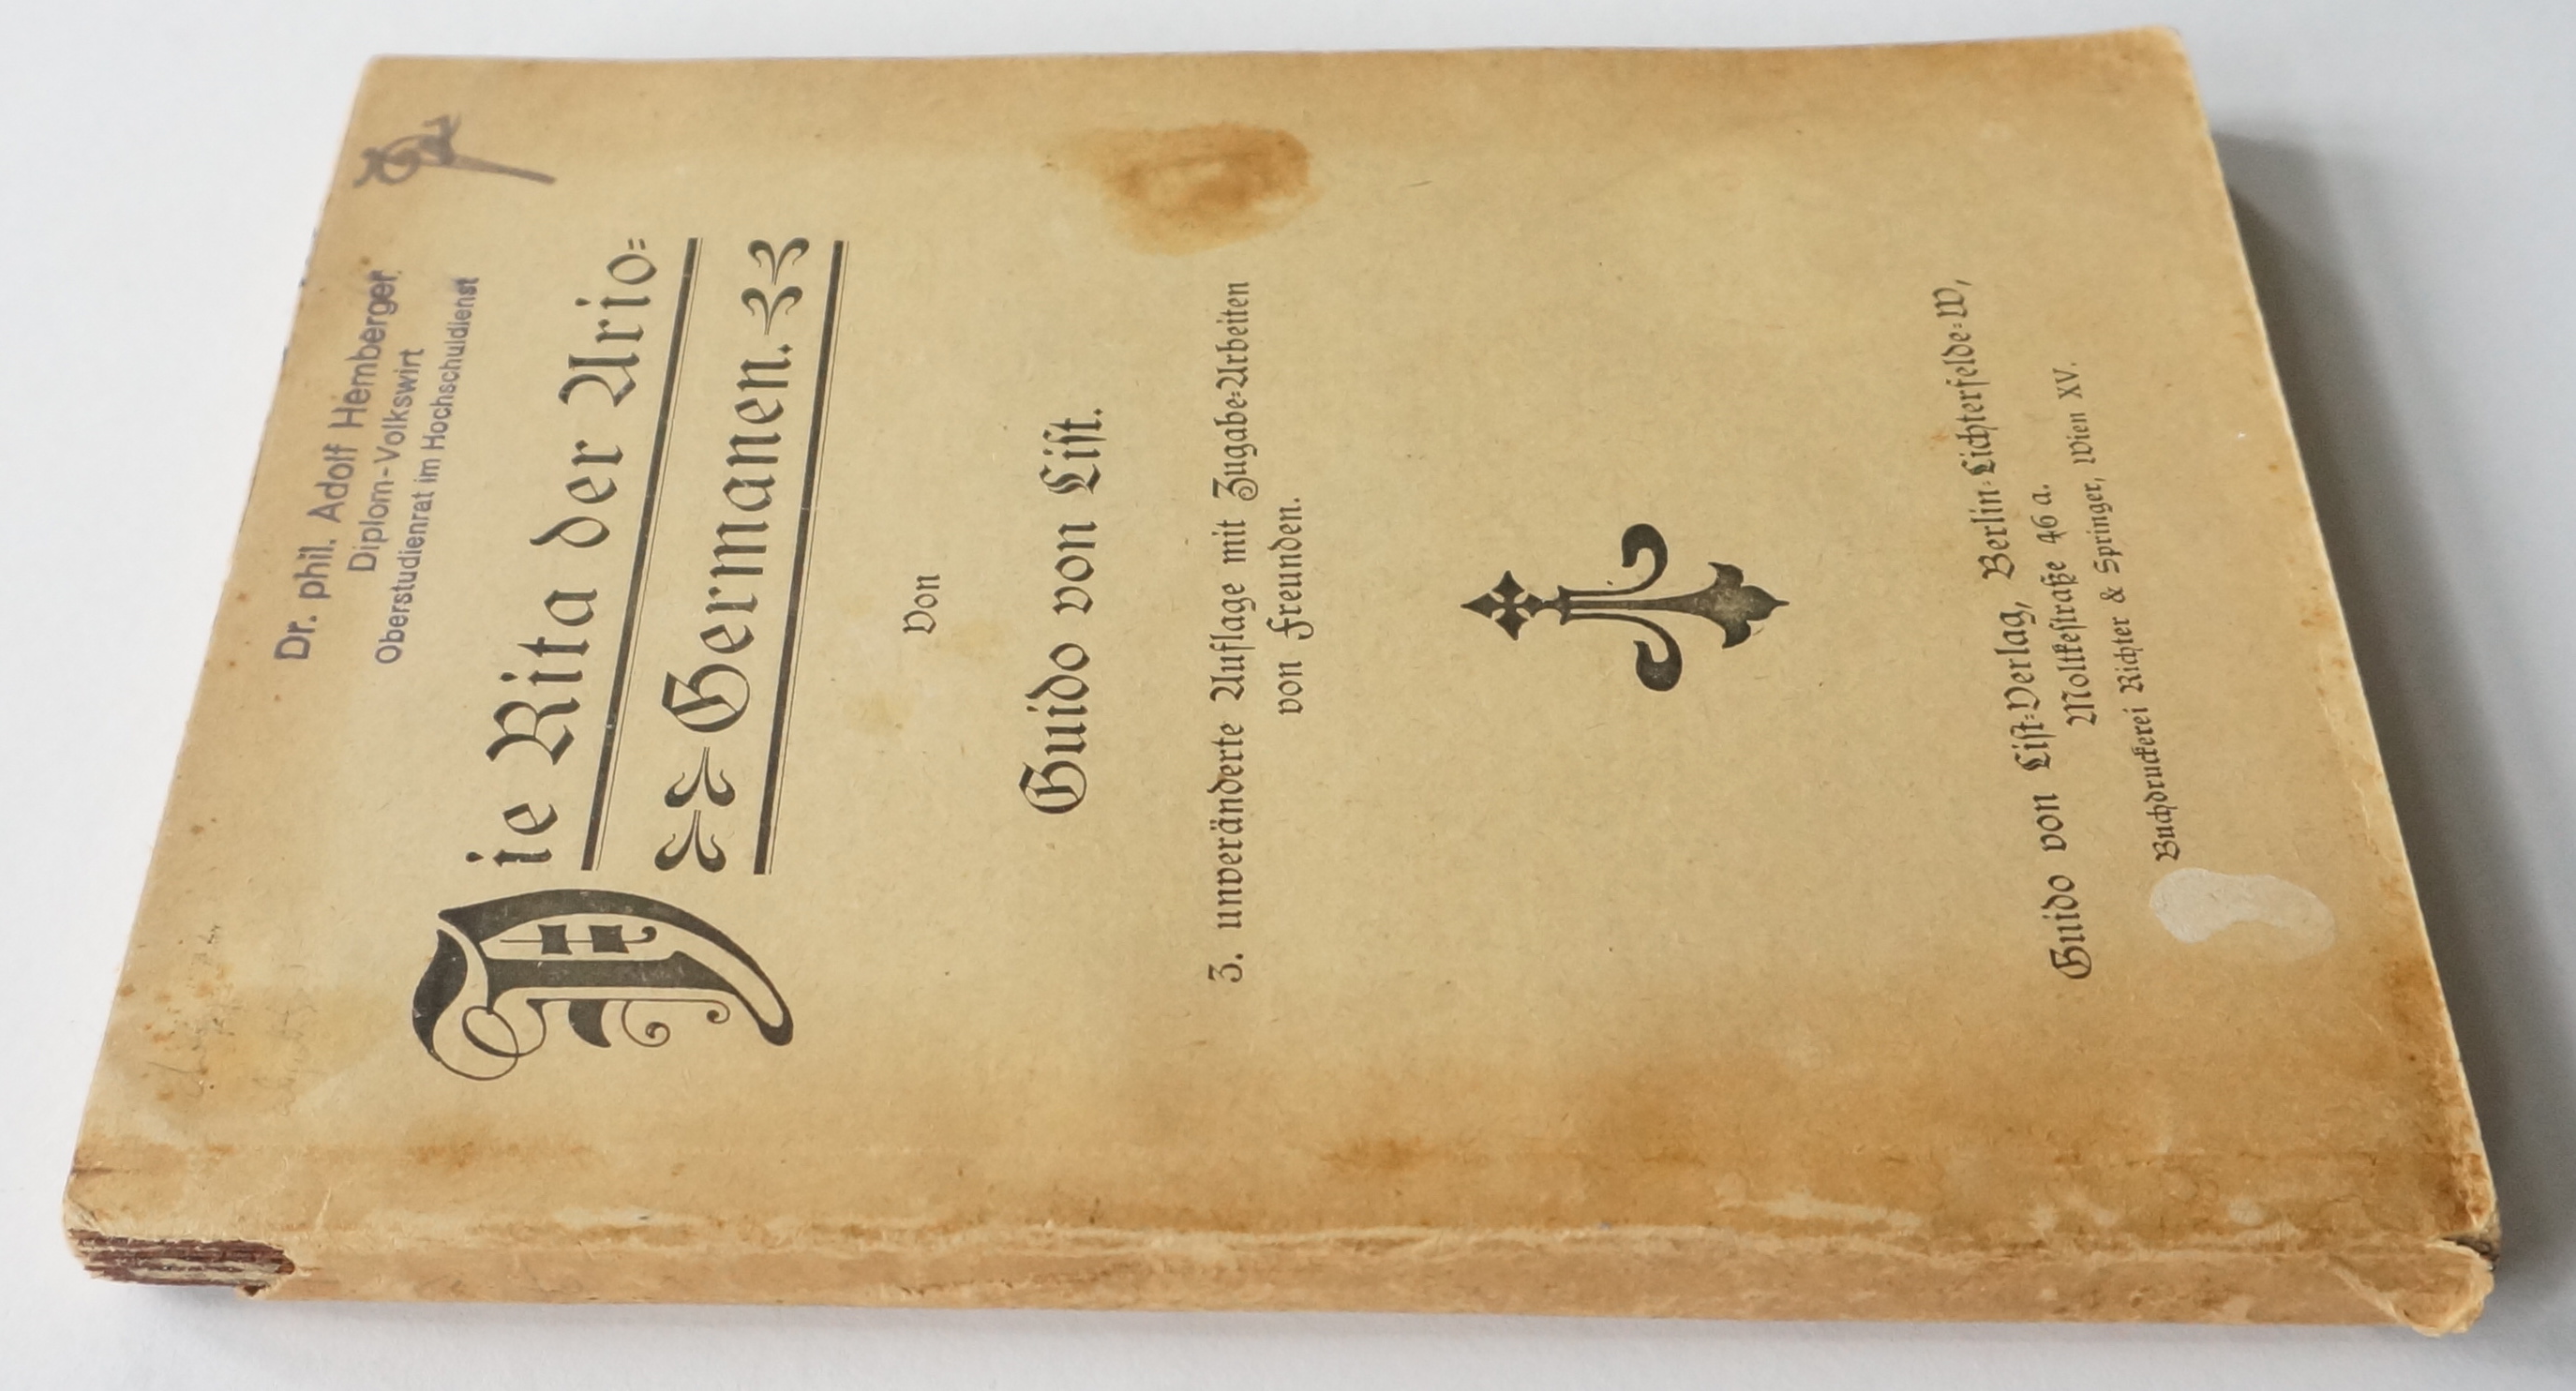 Dr. phil. Adolf Hemberger
Diplom-Volkswirt
Oberstudienrat im Hochschuldienst
Die Rita der Ario=
Germanen.
Von
Guido von Liſt.
3. unveränderte Auflage mit Zugabe=Arbeiten
von Freunden.
Guido von Liſt=Verlag, Berlin=Lichterfelde=W,
Moltkeſtraße 46 a.
Buchdruckerei Richter & Springer, Wien XV.